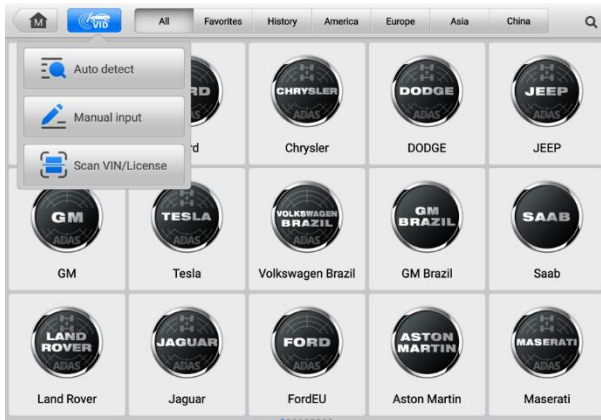 M
VID
All
Favorites
History
America
Europe
Asia
China
Auto detect
Manual input
Scan VIN/License
CHRYSLER
ADAS
Chrysler
DODGE
ADAS
DODGE
JEEP
ADAS
JEEP
GM
ADAS
GM
TESLA
ADAS
Tesla
VOLKSWAGEN
BRAZIL
ADAS
Volkswagen Brazil
GM
BRAZIL
ADAS
GM Brazil
SAAB
ADAS
Saab
LAND
ROVER
ADAS
Land Rover
JAGUAR
ADAS
Jaguar
FORD
ADAS
FordEU
ASTON
MARTIN
ADAS
Aston Martin
MASERATI
ADAS
Maserati